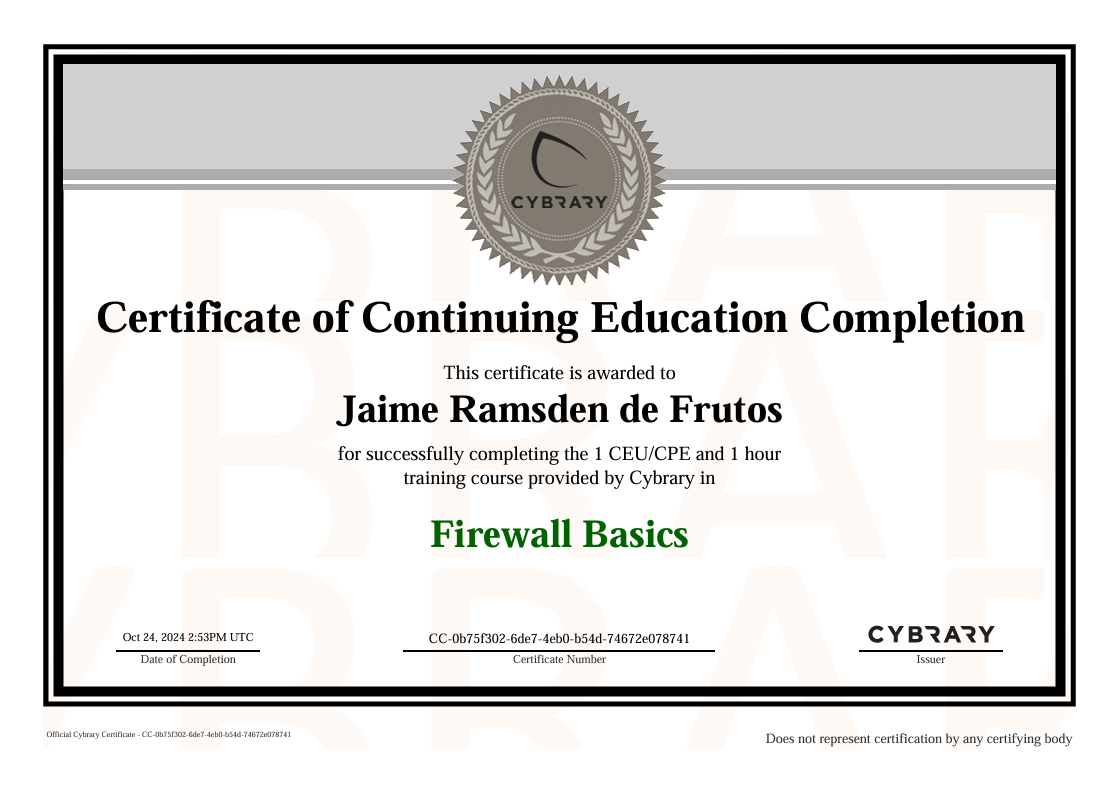 CYBRARY
Certificate of Continuing Education Completion
This certificate is awarded to
Jaime Ramsden de Frutos
for successfully completing the 1 CEU/CPE and 1 hour
training course provided by Cybrary in
Firewall Basics
Oct 24, 2024 2:53PM UTC
Date of Completion
CC-0b75f302-6de7-4eb0-b54d-74672e078741
Certificate Number
CYBRARY
Issuer
Official Cybrary Certificate - CC-0b75f302-6de7-4eb0-b54d-74672e078741
Does not represent certification by any certifying body